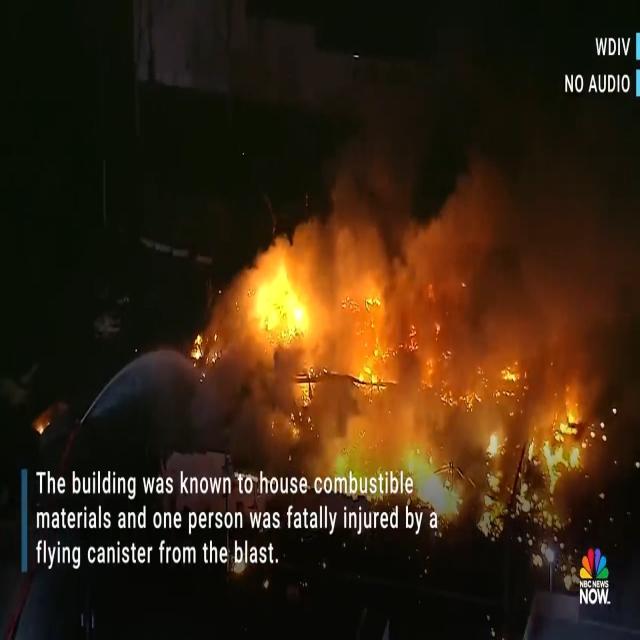 WDIV
NO AUDIO
The building was known to house combustible
materials and one person was fatally injured by a
flying canister from the blast.
NBC NEWS
NOW